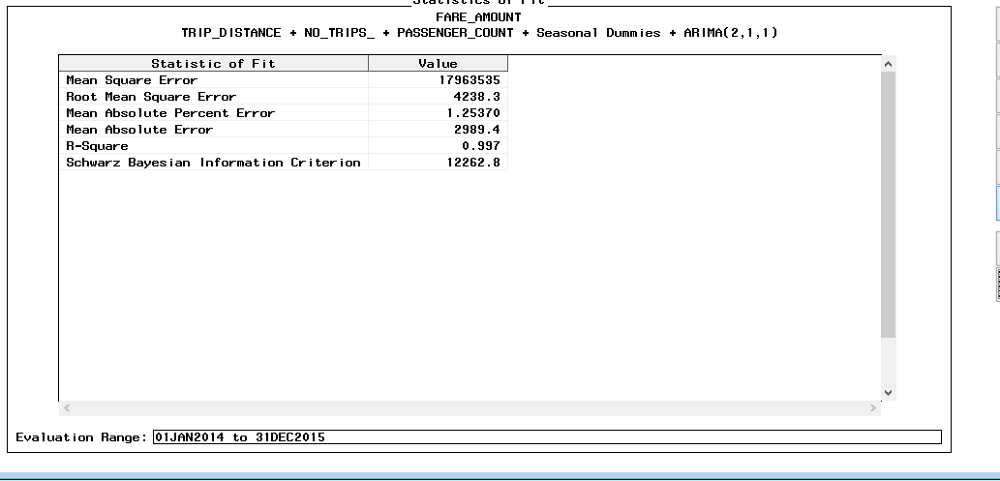 Statistics of Fit
FARE_AMOUNT
TRIP_DISTANCE + NO_TRIPS_ + PASSENGER_COUNT + Seasonal Dummies + ARIMA(2,1,1)
Statistic of Fit Value
Mean Square Error 17963535
Root Mean Square Error 4238.3
Mean Absolute Percent Error 1.25370
Mean Absolute Error 2989.4
R-Square 0.997
Schwarz Bayesian Information Criterion 12262.8
Evaluation Range: 01JAN2014 to 31DEC2015